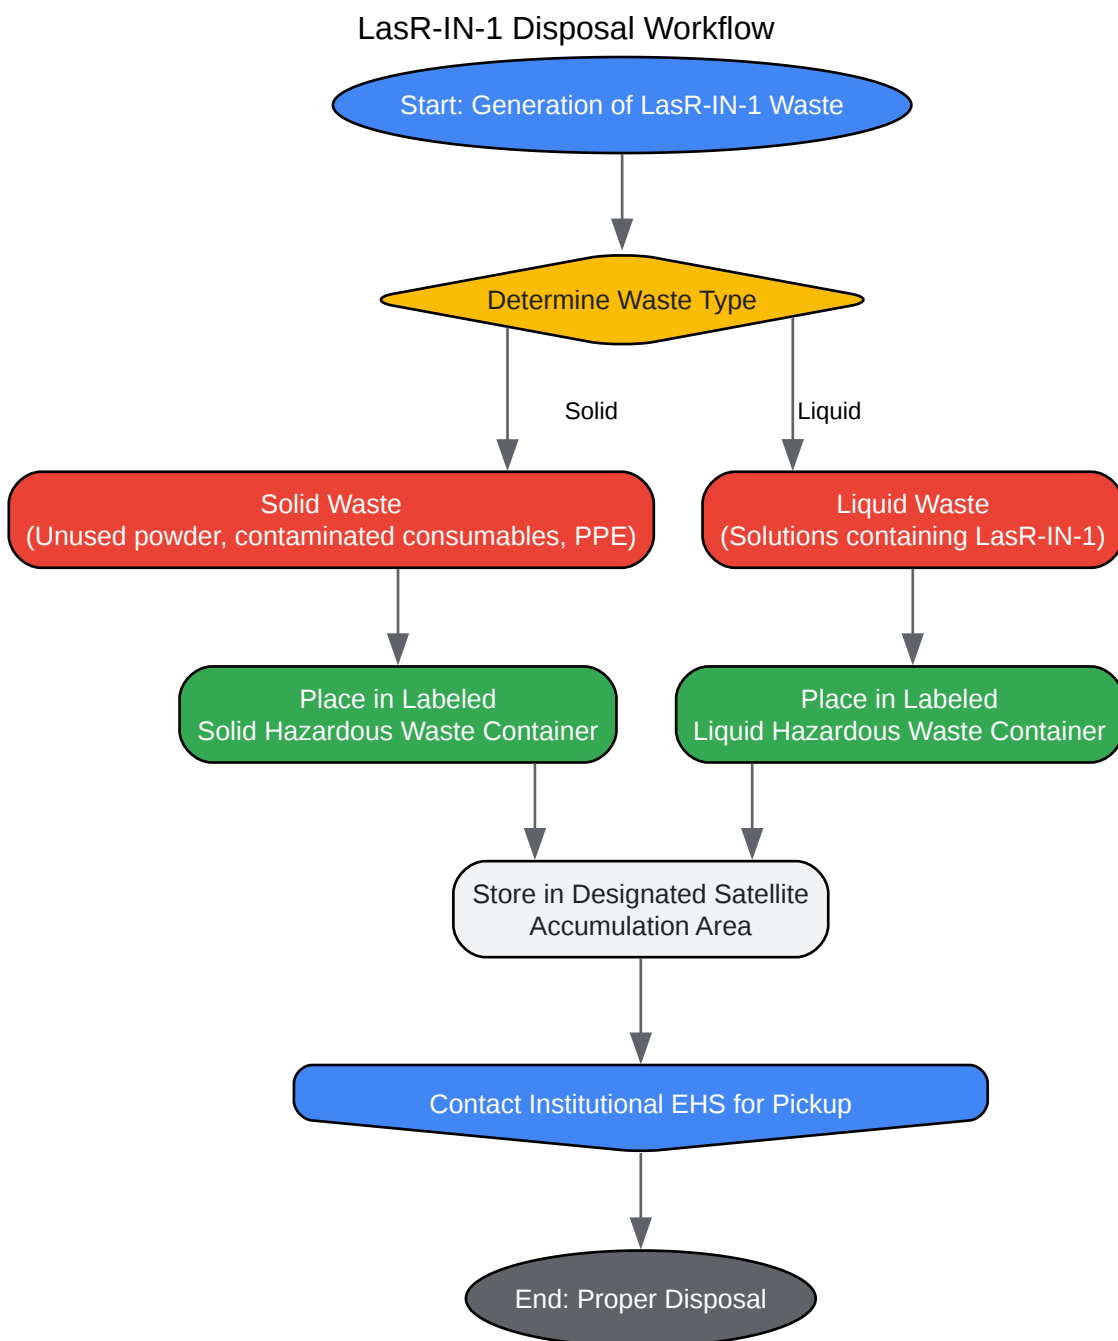 LasR-IN-1 Disposal Workflow
Start: Generation of LasR-IN-1 Waste
Determine Waste Type
Solid
Liquid
Solid Waste
(Unused powder, contaminated consumables, PPE)
Liquid Waste
(Solutions containing LasR-IN-1)
Place in Labeled
Solid Hazardous Waste Container
Place in Labeled
Liquid Hazardous Waste Container
Store in Designated Satellite
Accumulation Area
Contact Institutional EHS for Pickup
End: Proper Disposal